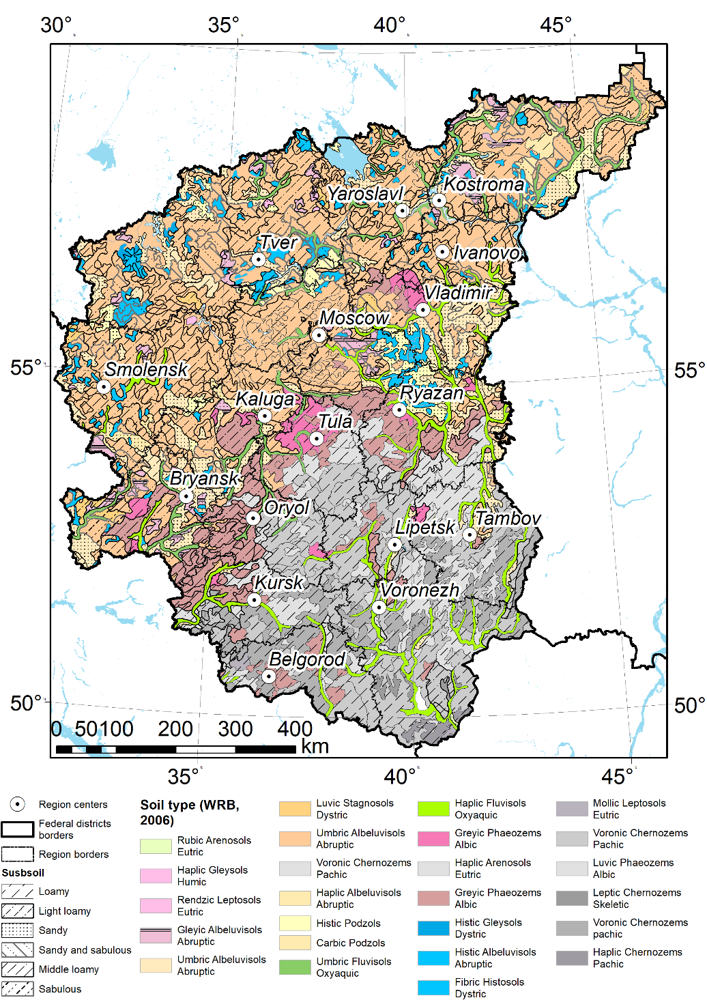 30°
35°
40°
45°
Kostroma
Yaroslavl
Tver
Ivanovo
Vladimir
Moscow
55°
55°
Smolensk
Kaluga
Ryazan
Tula
Bryansk
Oryol
Lipetsk
Tambov
Kursk
Voronezh
Belgorod
50°
50°
0 50 100 200 300 400
km
35°
40°
45°
Region centers
Federal districts
borders
Region borders
Susbsoil
Loamy
Light loamy
Sandy
Sandy and sabulous
Middle loamy
Sabulous
Soil type (WRB,
2006)
Rubic Arenosols
Eutric
Haplic Gleysols
Humic
Rendzic Leptosols
Eutric
Gleyic Albeluvisols
Abruptic
Umbric Albeluvisols
Abruptic
Luvic Stagnosols
Dystric
Umbric Albeluvisols
Abruptic
Voronic Chernozems
Pachic
Haplic Albeluvisols
Abruptic
Histic Podzols
Carbic Podzols
Umbric Fluvisols
Oxyaquic
Haplic Fluvisols
Oxyaquic
Greyic Phaeozems
Albic
Haplic Arenosols
Eutric
Greyic Phaeozems
Albic
Histic Gleysols
Dystric
Histic Albeluvisols
Abruptic
Fibric Histosols
Dystric
Mollic Leptosols
Eutric
Voronic Chernozems
Pachic
Luvic Phaeozems
Albic
Leptic Chernozems
Skeletic
Voronic Chernozems
pachic
Haplic Chernozems
Pachic